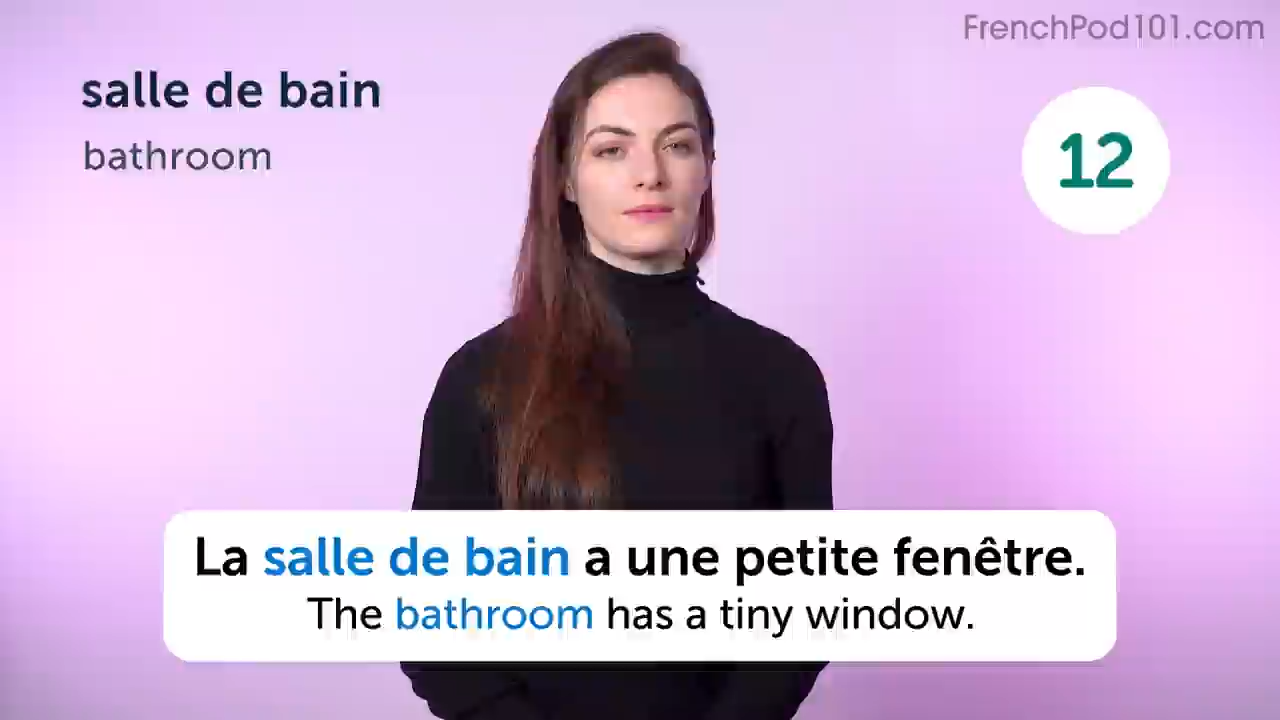 FrenchPod101.com
salle de bain
bathroom
12
La salle de bain a une petite fenêtre.
The bathroom has a tiny window.